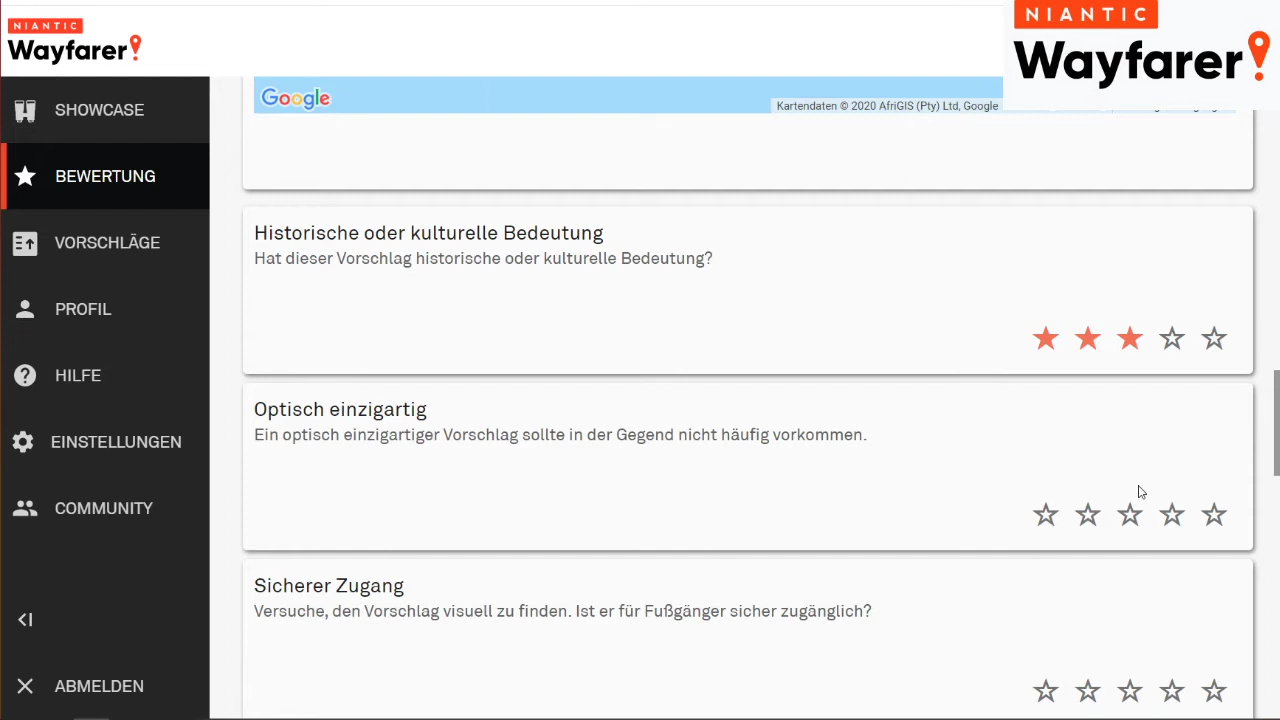 NIANTIC
Wayfarer
NIANTIC
Wayfarer
SHOWCASE
BEWERTUNG
VORSCHLÄGE
PROFIL
HILFE
EINSTELLUNGEN
COMMUNITY
ABMELDEN
Google
Kartendaten © 2020 AfriGIS (Pty) Ltd, Google
Historische oder kulturelle Bedeutung
Hat dieser Vorschlag historische oder kulturelle Bedeutung?
Optisch einzigartig
Ein optisch einzigartiger Vorschlag sollte in der Gegend nicht häufig vorkommen.
Sicherer Zugang
Versuche, den Vorschlag visuell zu finden. Ist er für Fußgänger sicher zugänglich?